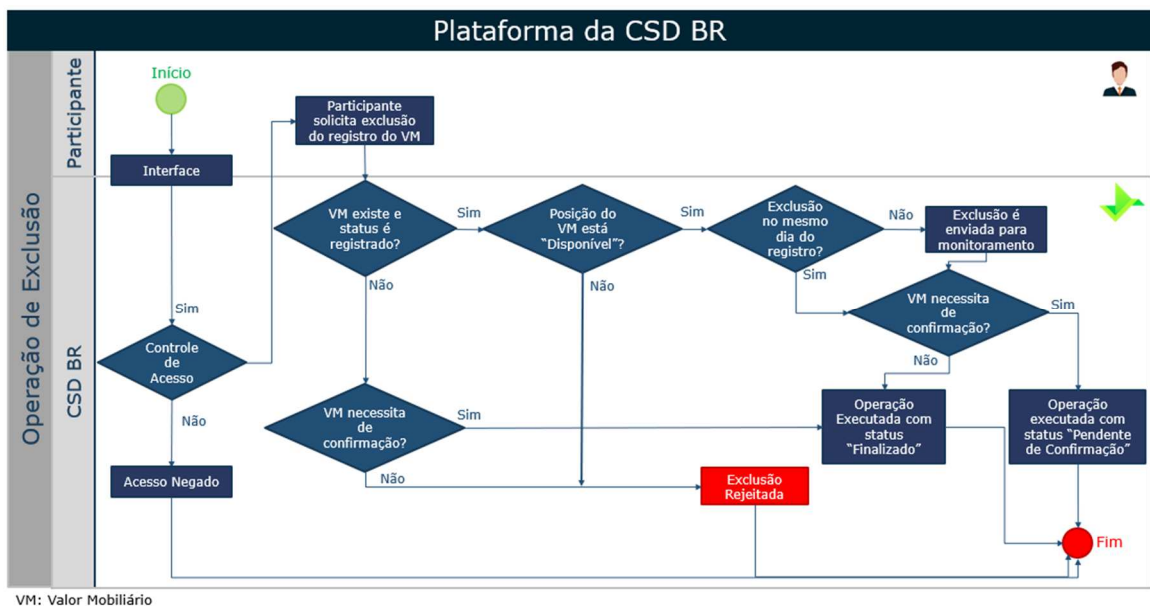 Plataforma da CSD BR
Operação de Exclusão
Participante
CSD BR
Início
Interface
Participante
solicita exclusão
do registro do VM
VM existe e
status é
registrado?
Sim
Posição do
VM está
“Disponível”?
Sim
Exclusão
no mesmo
dia do
registro?
Não
Exclusão é
enviada para
monitoramento
Não
Não
Sim
VM necessita
de
confirmação?
Sim
Sim
Controle
de
Acesso
Não
Não
VM necessita
de
confirmação?
Sim
Operação
Executada com
status
“Finalizado”
Operação
executada com
status “Pendente
de Confirmação”
Acesso Negado
Não
Exclusão
Rejeitada
Fim
VM: Valor Mobiliário